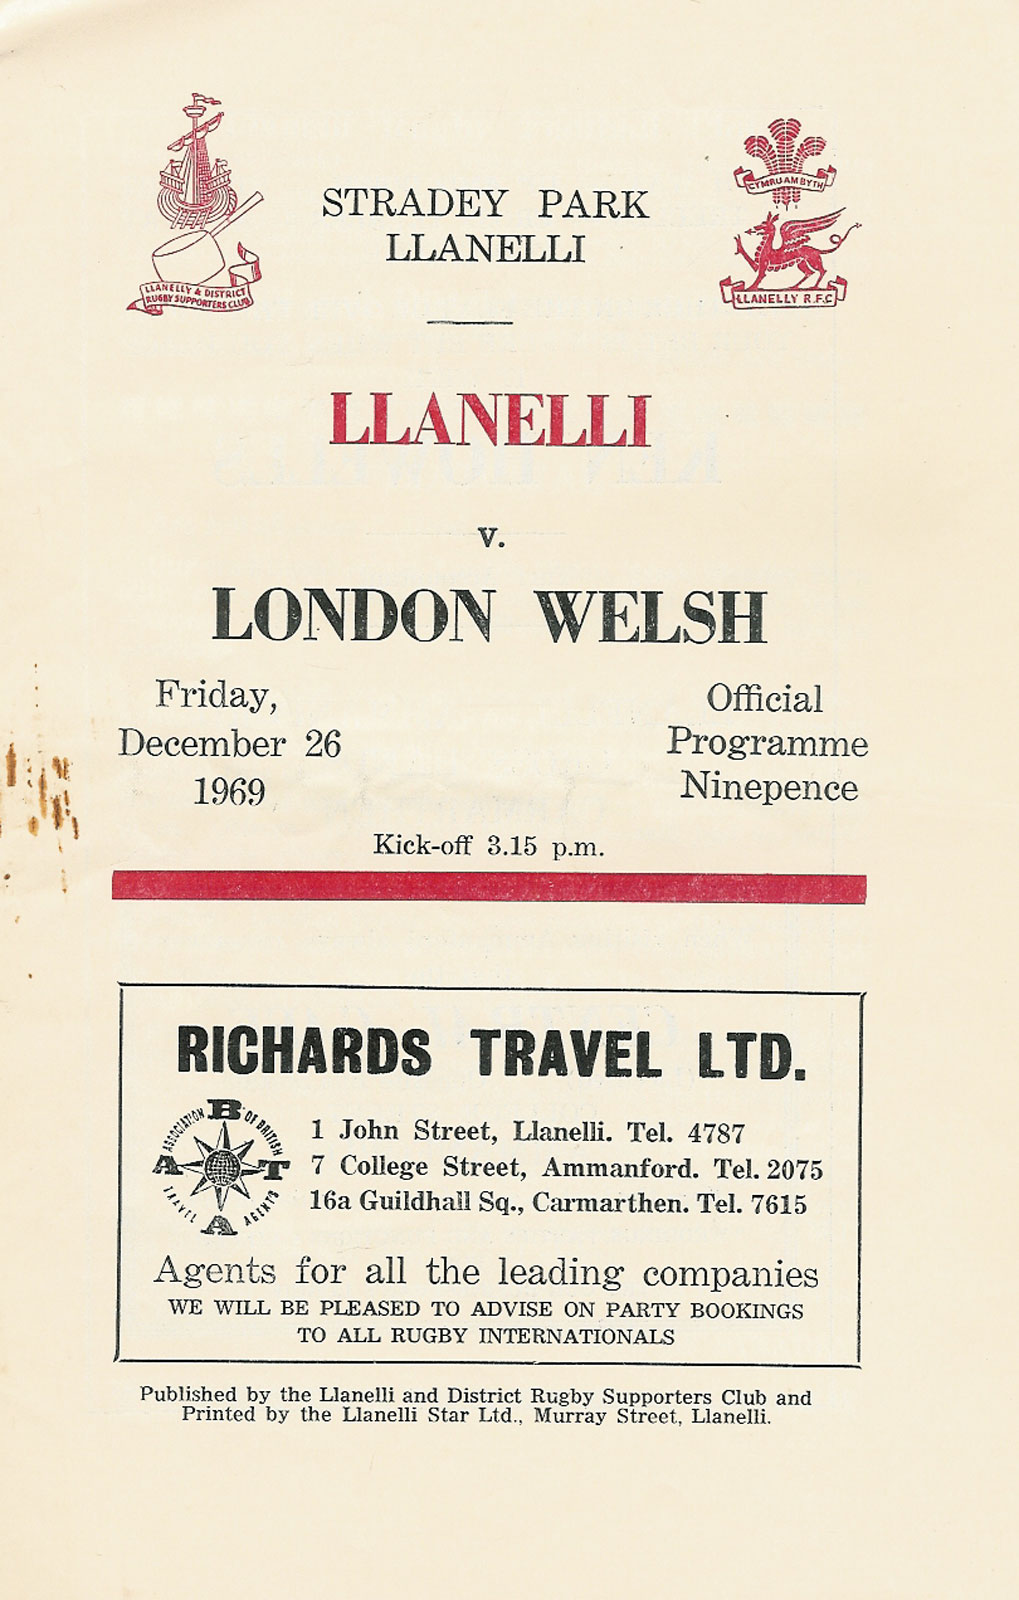 STRADEY PARK
LLANELLI
LLANELLY & DISTRICT
RUGBY SUPPORTERS CLUB
CYMRU AM BYTH
LLANELLY R.F.C
LLANELLI
v.
LONDON WELSH
Friday,
December 26
1969
Official
Programme
Ninepence
Kick-off 3.15 p.m.
RICHARDS TRAVEL LTD.
ASSOCIATION OF BRITISH
TRAVEL AGENTS
A B T A
1 John Street, Llanelli. Tel. 4787
7 College Street, Ammanford. Tel. 2075
16a Guildhall Sq., Carmarthen. Tel. 7615
Agents for all the leading companies
WE WILL BE PLEASED TO ADVISE ON PARTY BOOKINGS
TO ALL RUGBY INTERNATIONALS
Published by the Llanelli and District Rugby Supporters Club and
Printed by the Llanelli Star Ltd., Murray Street, Llanelli.